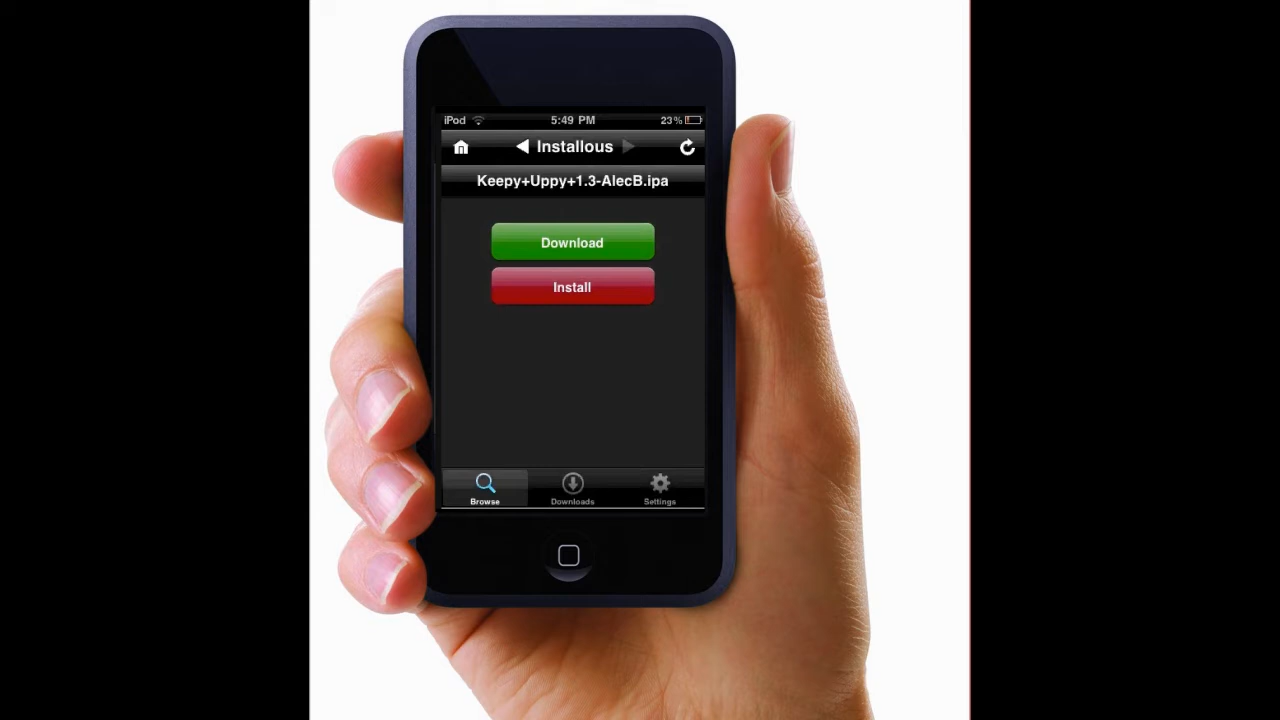 iPod 5:49 PM 23%
Installous
Keepy+Uppy+1.3-AlecB.ipa
Download
Install
Browse Downloads Settings